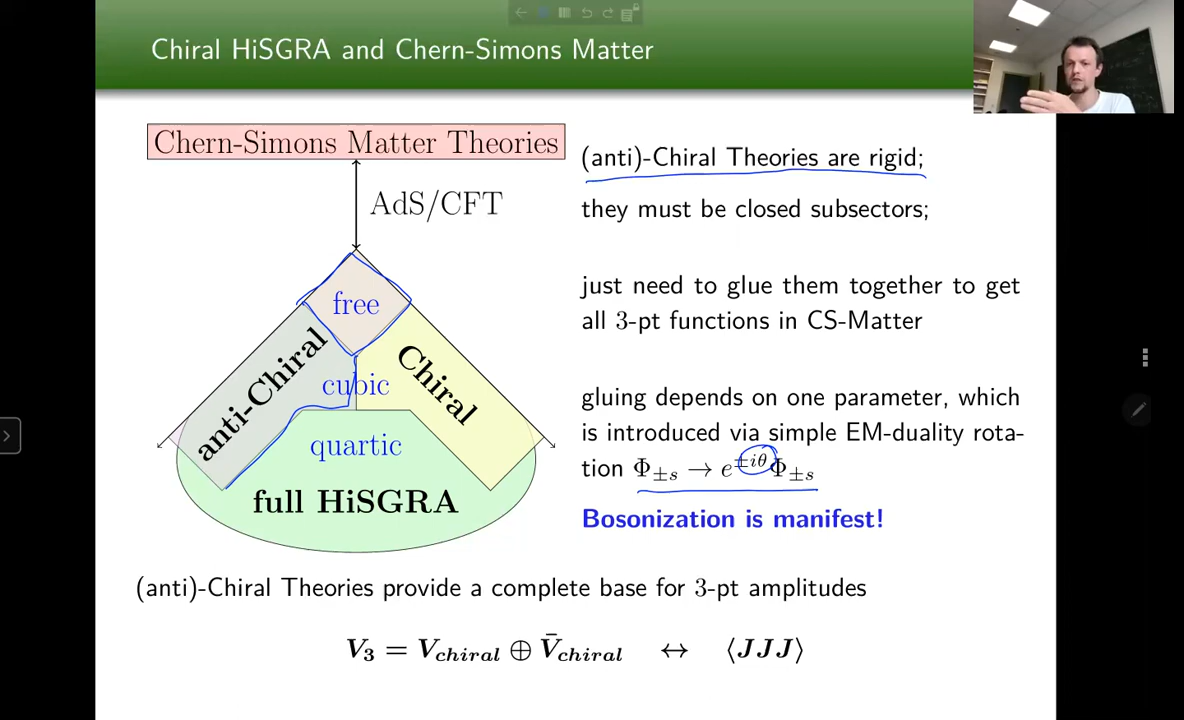 Chiral HiSGRA and Chern-Simons Matter
Chern-Simons Matter Theories
AdS/CFT
free
anti-Chiral
Chiral
cubic
quartic
full HiSGRA
(anti)-Chiral Theories are rigid;
they must be closed subsectors;
just need to glue them together to get
all 3-pt functions in CS-Matter
gluing depends on one parameter, which
is introduced via simple EM-duality rota-
tion Φ±s → e^{±iθ}Φ±s
Bosonization is manifest!
(anti)-Chiral Theories provide a complete base for 3-pt amplitudes
V₃ = V_{chiral} ⊕ V̄_{chiral} ↔ ⟨JJJ⟩